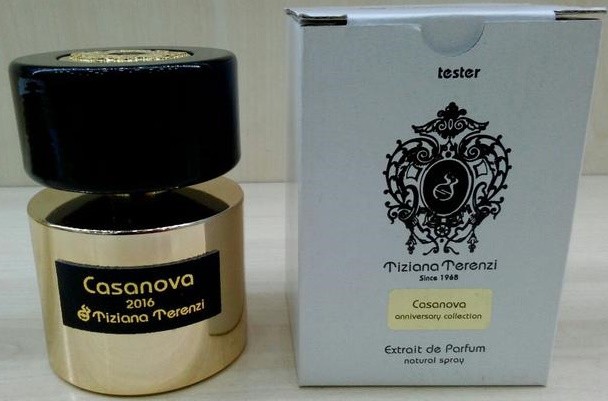 Casanova
2016
Tiziana Terenzi
tester
Tiziana Terenzi
Since 1968
Casanova
anniversary collection
Extrait de Parfum
natural spray